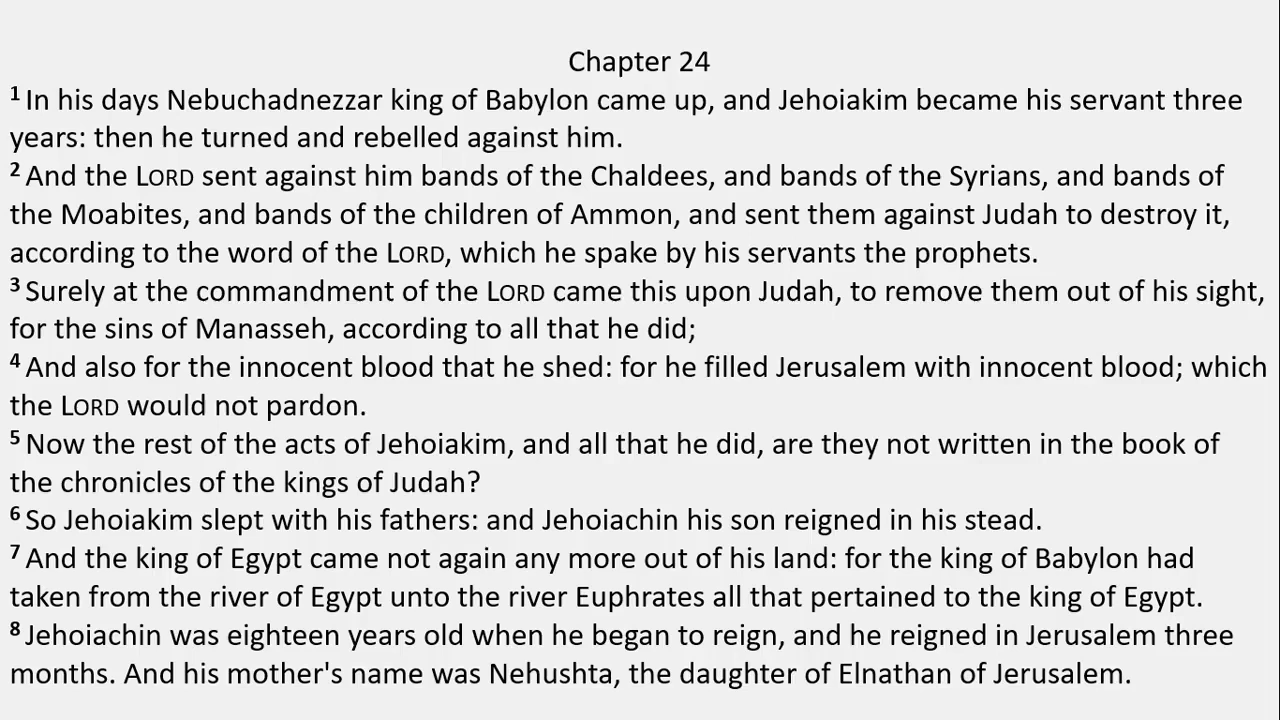 Chapter 24
1 In his days Nebuchadnezzar king of Babylon came up, and Jehoiakim became his servant three
years: then he turned and rebelled against him.
2 And the LORD sent against him bands of the Chaldees, and bands of the Syrians, and bands of
the Moabites, and bands of the children of Ammon, and sent them against Judah to destroy it,
according to the word of the LORD, which he spake by his servants the prophets.
3 Surely at the commandment of the LORD came this upon Judah, to remove them out of his sight,
for the sins of Manasseh, according to all that he did;
4 And also for the innocent blood that he shed: for he filled Jerusalem with innocent blood; which
the LORD would not pardon.
5 Now the rest of the acts of Jehoiakim, and all that he did, are they not written in the book of
the chronicles of the kings of Judah?
6 So Jehoiakim slept with his fathers: and Jehoiachin his son reigned in his stead.
7 And the king of Egypt came not again any more out of his land: for the king of Babylon had
taken from the river of Egypt unto the river Euphrates all that pertained to the king of Egypt.
8 Jehoiachin was eighteen years old when he began to reign, and he reigned in Jerusalem three
months. And his mother's name was Nehushta, the daughter of Elnathan of Jerusalem.